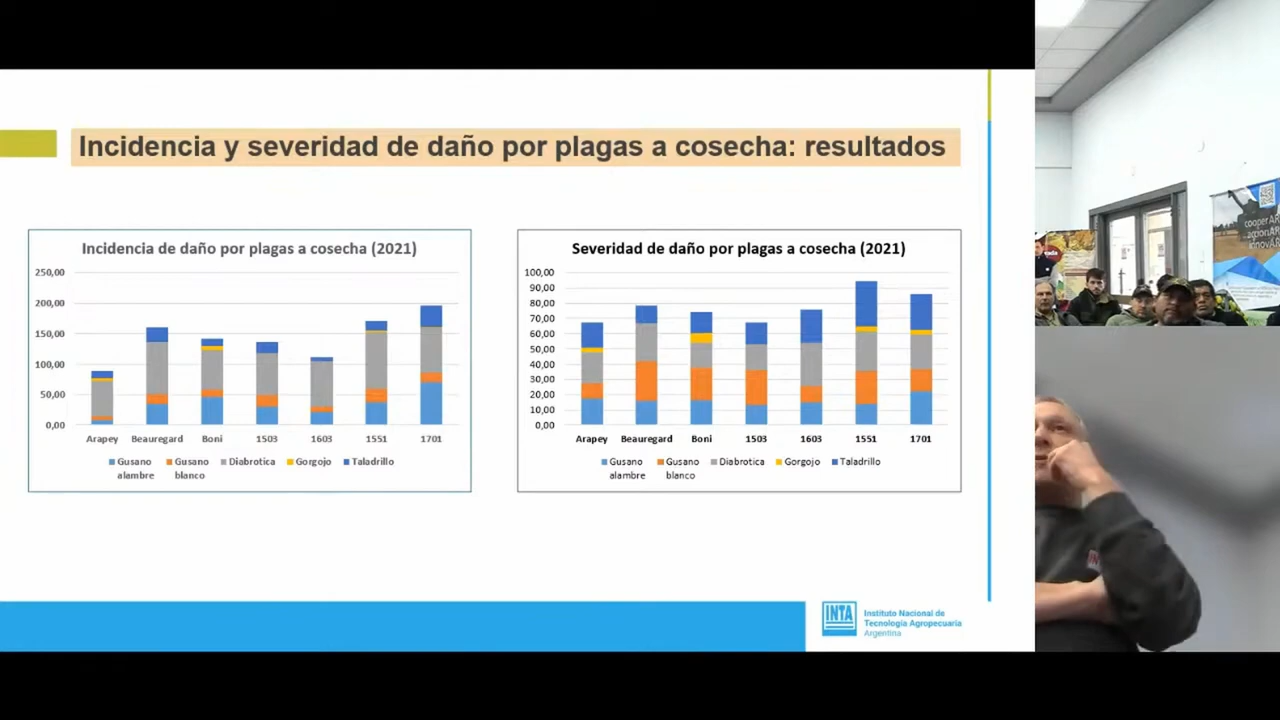 Incidencia y severidad de daño por plagas a cosecha: resultados
Incidencia de daño por plagas a cosecha (2021)
250,00
200,00
150,00
100,00
50,00
0,00
Arapey Beauregard Boni 1503 1603 1551 1701
Gusano alambre Gusano blanco Diabrotica Gorgojo Taladrillo
Severidad de daño por plagas a cosecha (2021)
100,00
90,00
80,00
70,00
60,00
50,00
40,00
30,00
20,00
10,00
0,00
Arapey Beauregard Boni 1503 1603 1551 1701
Gusano alambre Gusano blanco Diabrotica Gorgojo Taladrillo
INTA
Instituto Nacional de
Tecnología Agropecuaria
Argentina